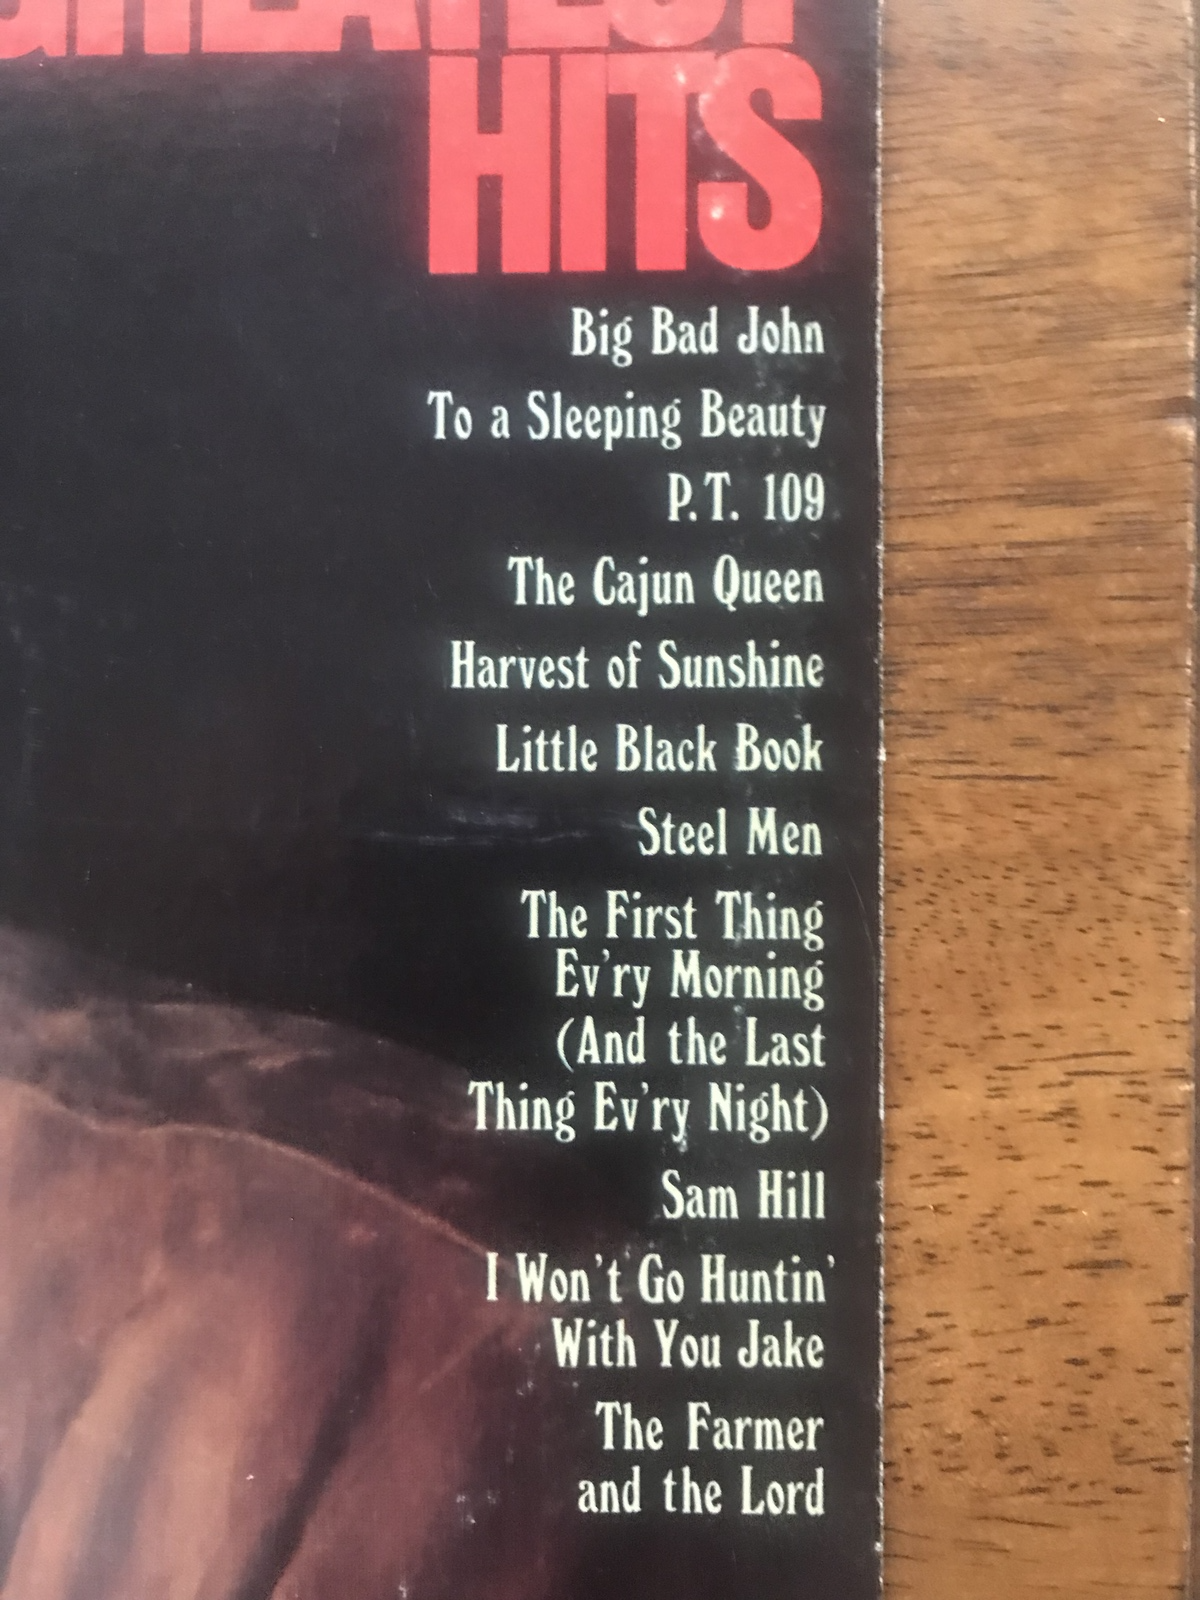 GREATEST
HITS
Big Bad John
To a Sleeping Beauty
P.T. 109
The Cajun Queen
Harvest of Sunshine
Little Black Book
Steel Men
The First Thing
Ev'ry Morning
(And the Last
Thing Ev'ry Night)
Sam Hill
I Won't Go Huntin'
With You Jake
The Farmer
and the Lord